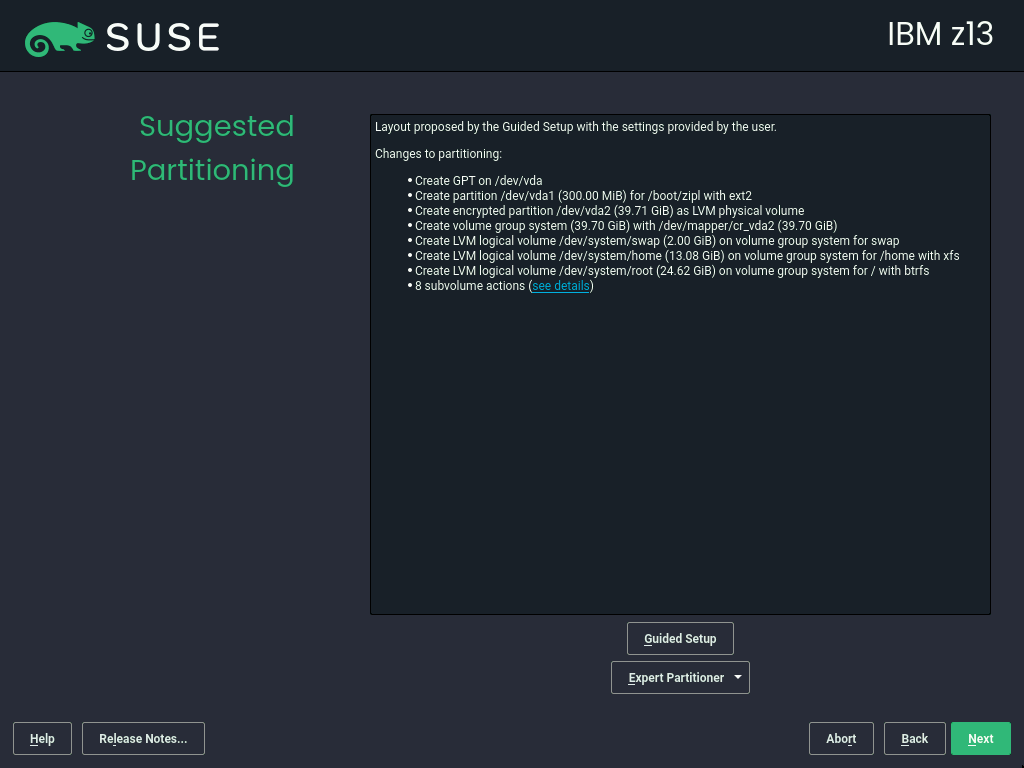 SUSE
IBM z13
Suggested
Partitioning
Layout proposed by the Guided Setup with the settings provided by the user.
Changes to partitioning:
• Create GPT on /dev/vda
• Create partition /dev/vda1 (300.00 MiB) for /boot/zipl with ext2
• Create encrypted partition /dev/vda2 (39.71 GiB) as LVM physical volume
• Create volume group system (39.70 GiB) with /dev/mapper/cr_vda2 (39.70 GiB)
• Create LVM logical volume /dev/system/swap (2.00 GiB) on volume group system for swap
• Create LVM logical volume /dev/system/home (13.08 GiB) on volume group system for /home with xfs
• Create LVM logical volume /dev/system/root (24.62 GiB) on volume group system for / with btrfs
• 8 subvolume actions (see details)
Guided Setup
Expert Partitioner
Help
Release Notes...
Abort
Back
Next